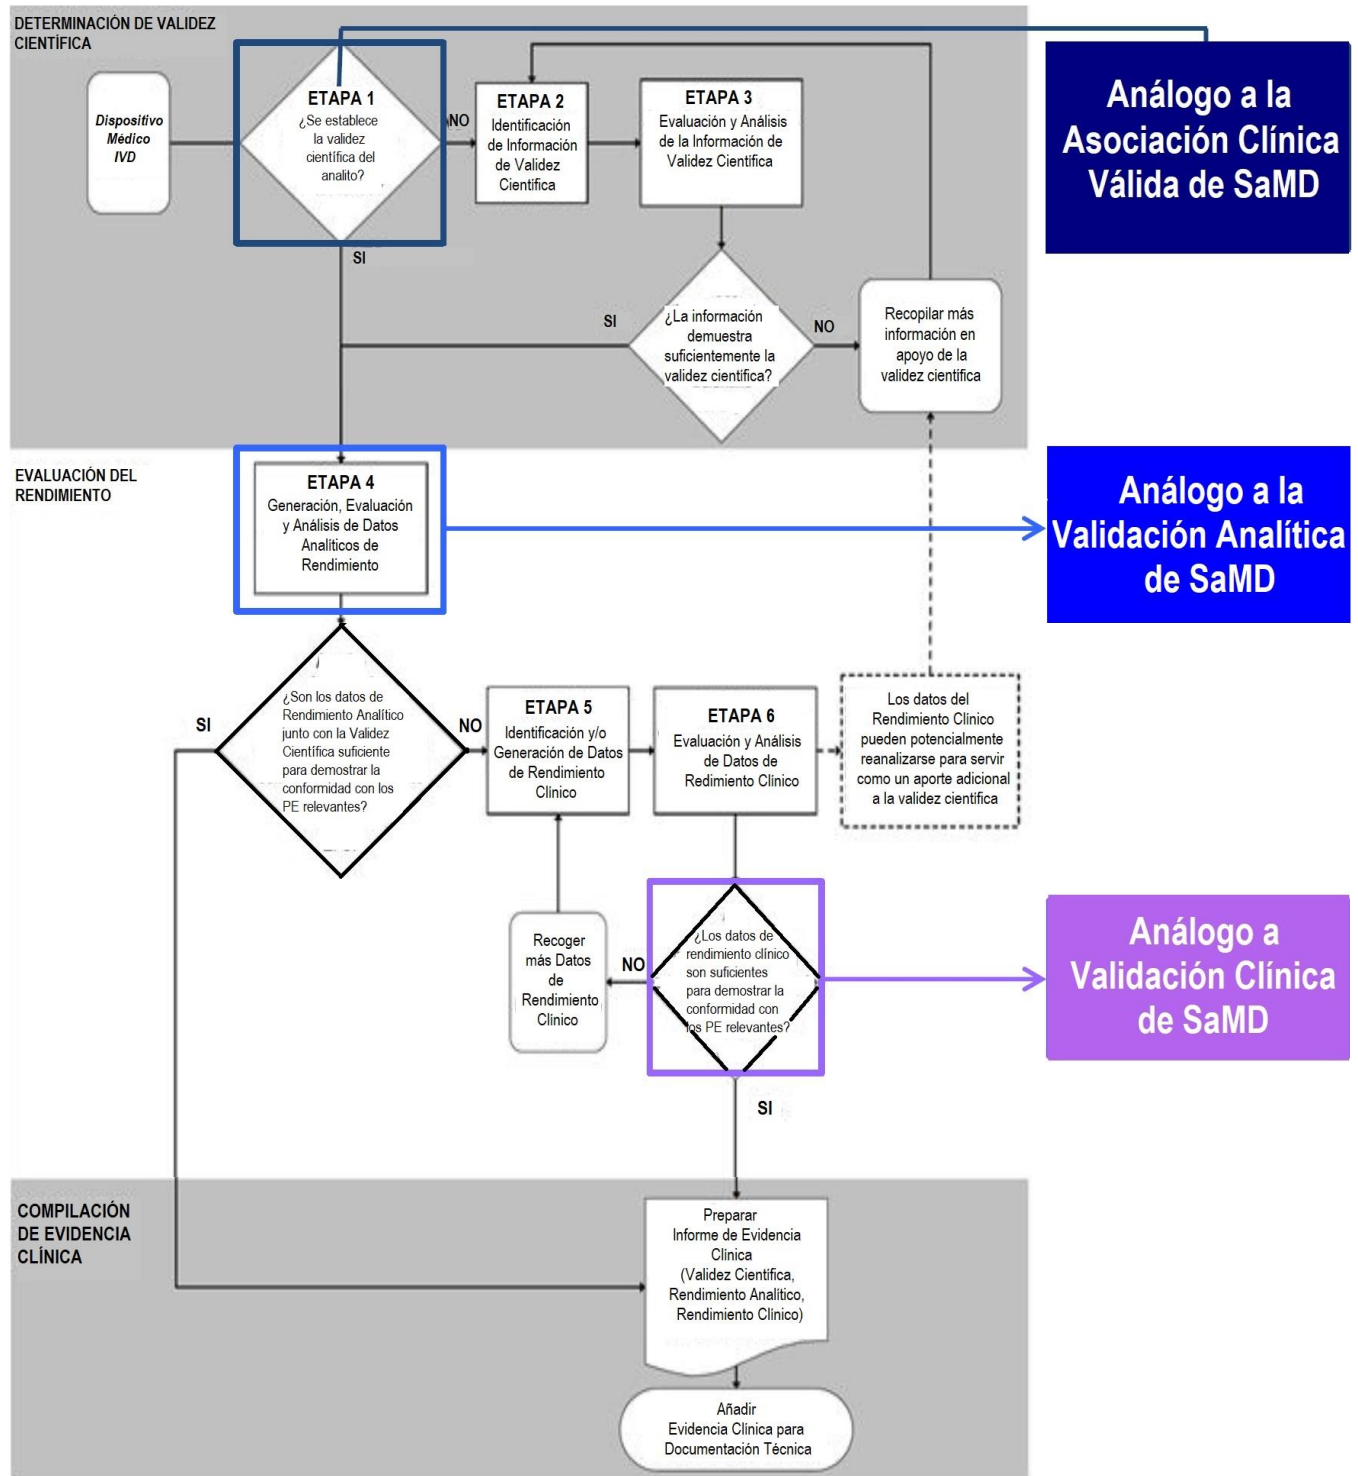 DETERMINACIÓN DE VALIDEZ
CIENTÍFICA
Dispositivo
Médico
IVD
ETAPA 1
¿Se establece
la validez
científica del
analito?
NO
SI
ETAPA 2
Identificación
de Información
de Validez
Científica
ETAPA 3
Evaluación y Análisis
de la Información de
Validez Científica
¿La información
demuestra
suficientemente la
validez científica?
SI
NO
Recopilar más
información en
apoyo de la
validez científica
Análogo a la
Asociación Clínica
Válida de SaMD
EVALUACIÓN DEL
RENDIMIENTO
ETAPA 4
Generación, Evaluación
y Análisis de Datos
Analíticos de
Rendimiento
Análogo a la
Validación Analítica
de SaMD
¿Son los datos de
Rendimiento Analítico
junto con la Validez
Científica suficiente
para demostrar la
conformidad con los
PE relevantes?
SI
NO
ETAPA 5
Identificación y/o
Generación de Datos
de Rendimiento
Clínico
ETAPA 6
Evaluación y Análisis
de Datos de
Redimiento Clínico
Los datos del
Rendimiento Clínico
pueden potencialmente
reanalizarse para servir
como un aporte adicional
a la validez científica
Recoger
más Datos
de
Rendimiento
Clínico
NO
¿Los datos de
rendimiento clínico
son suficientes
para demostrar la
conformidad con
los PE relevantes?
SI
Análogo a
Validación Clínica
de SaMD
COMPILACIÓN
DE EVIDENCIA
CLÍNICA
Preparar
Informe de Evidencia
Clínica
(Validez Científica,
Rendimiento Analítico,
Rendimiento Clínico)
Añadir
Evidencia Clínica para
Documentación Técnica